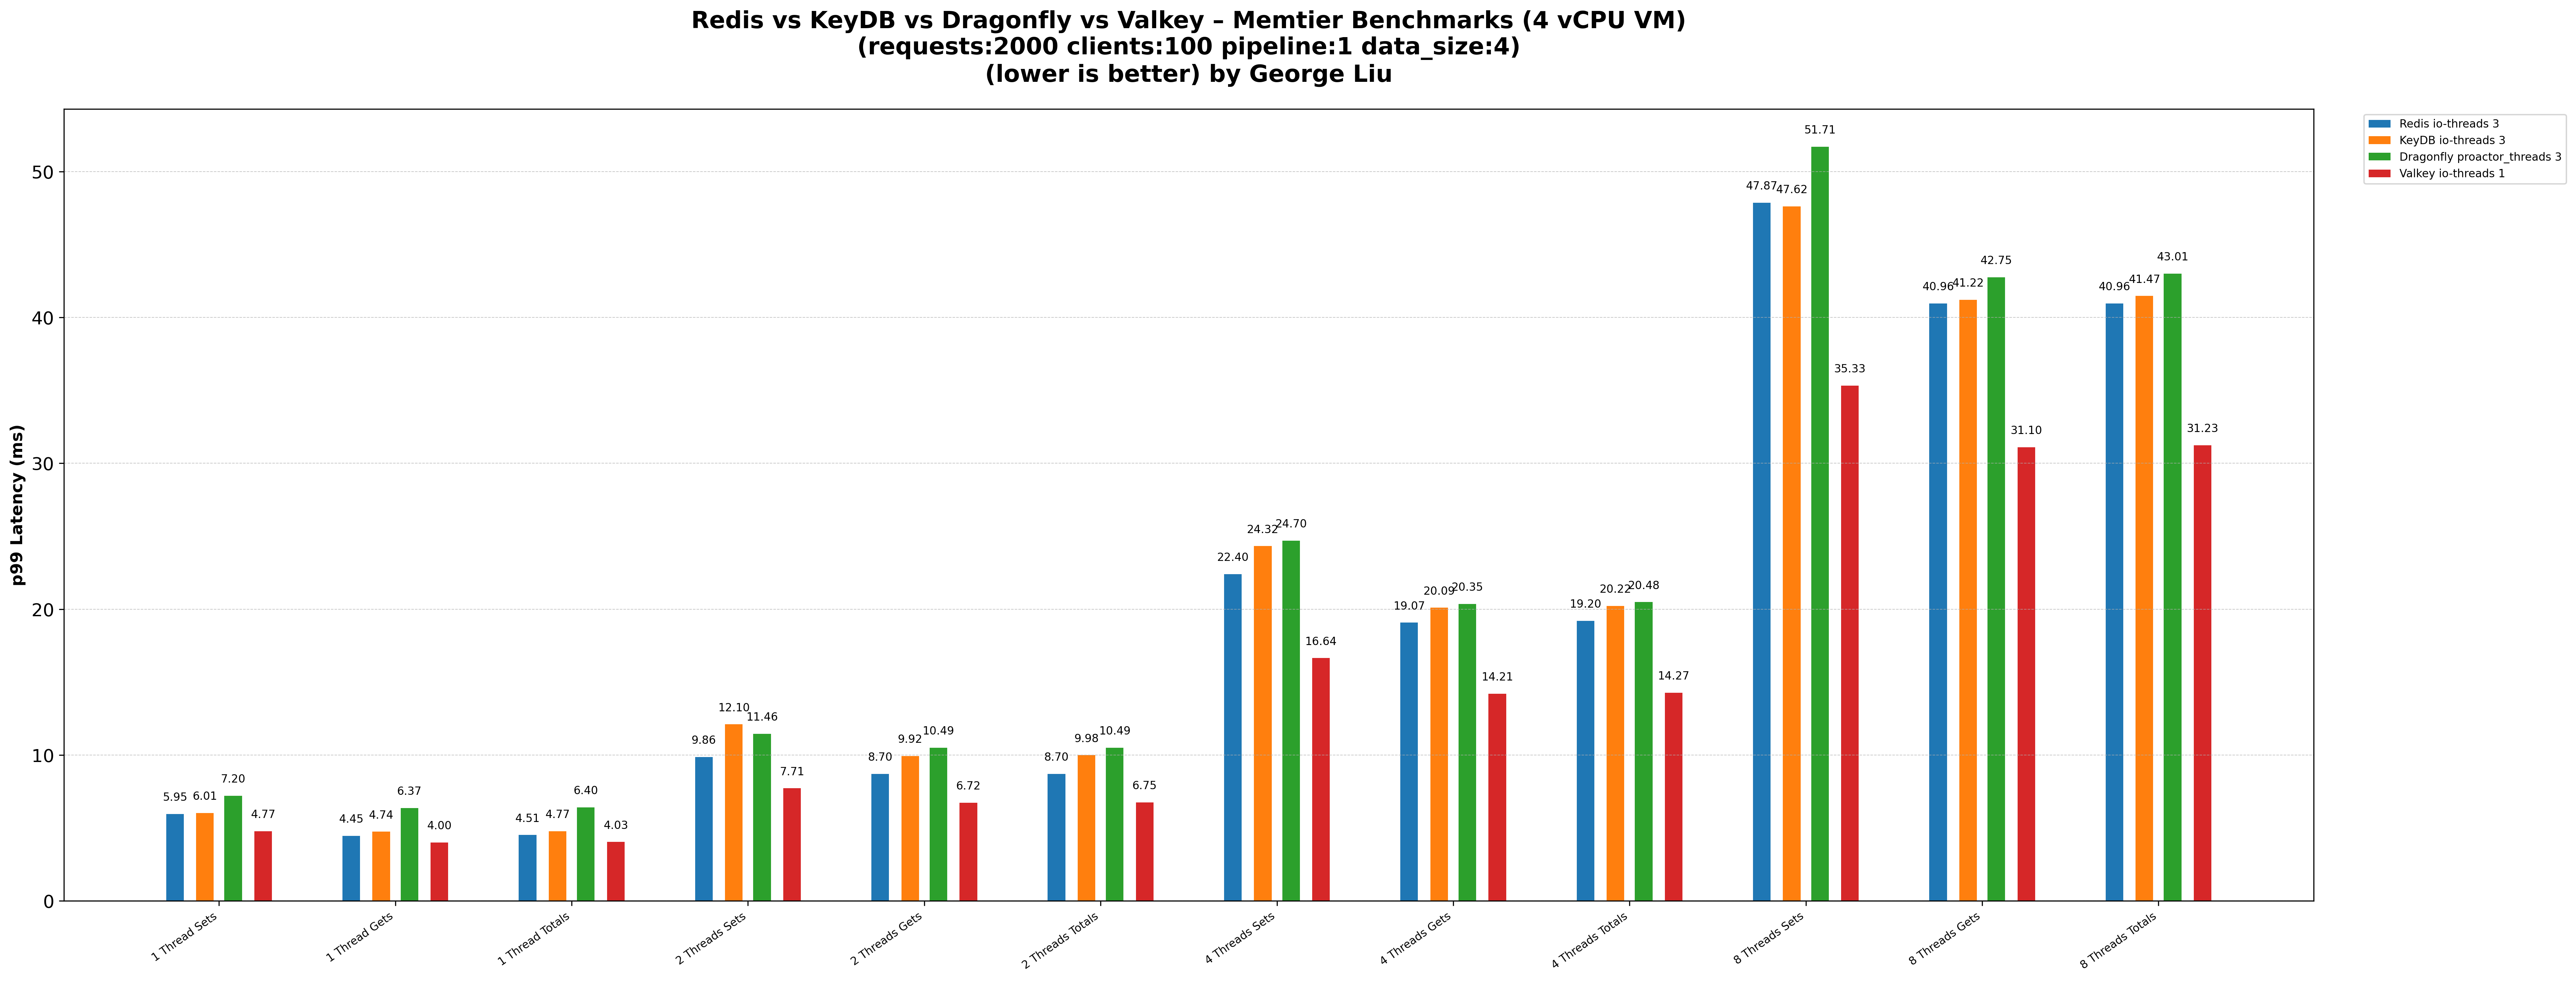 Redis vs KeyDB vs Dragonfly vs Valkey – Memtier Benchmarks (4 vCPU VM)
(requests:2000 clients:100 pipeline:1 data_size:4)
(lower is better) by George Liu
Redis io-threads 3
KeyDB io-threads 3
Dragonfly proactor_threads 3
Valkey io-threads 1
p99 Latency (ms)
50
40
30
20
10
0
5.95 6.01 7.20 4.77
4.45 4.74 6.37 4.00
4.51 4.77 6.40 4.03
9.86 12.10 11.46 7.71
8.70 9.92 10.49 6.72
8.70 9.98 10.49 6.75
22.40 24.32 24.70 16.64
19.07 20.09 20.35 14.21
19.20 20.22 20.48 14.27
47.87 47.62 51.71 35.33
40.96 41.22 42.75 31.10
40.96 41.47 43.01 31.23
1 Thread Sets
1 Thread Gets
1 Thread Totals
2 Threads Sets
2 Threads Gets
2 Threads Totals
4 Threads Sets
4 Threads Gets
4 Threads Totals
8 Threads Sets
8 Threads Gets
8 Threads Totals